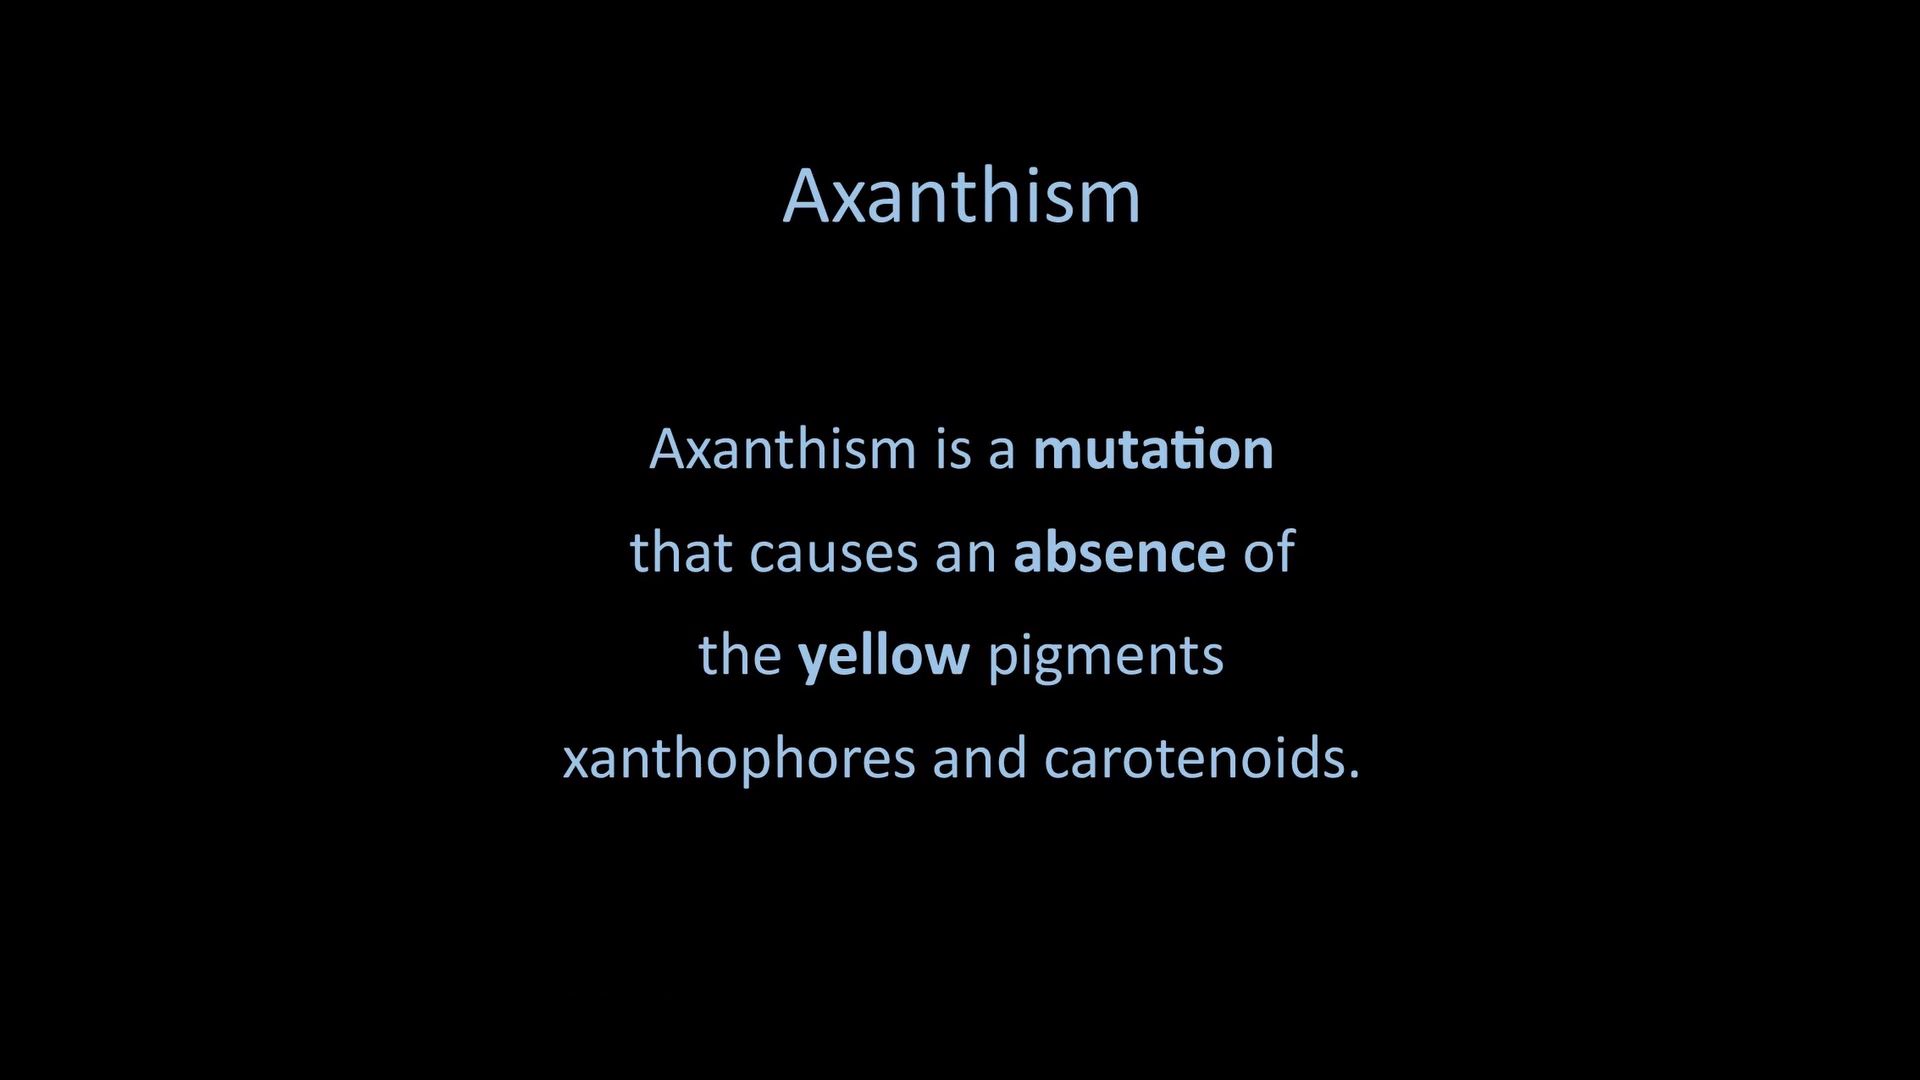 Axanthism
Axanthism is a mutation
that causes an absence of
the yellow pigments
xanthophores and carotenoids.